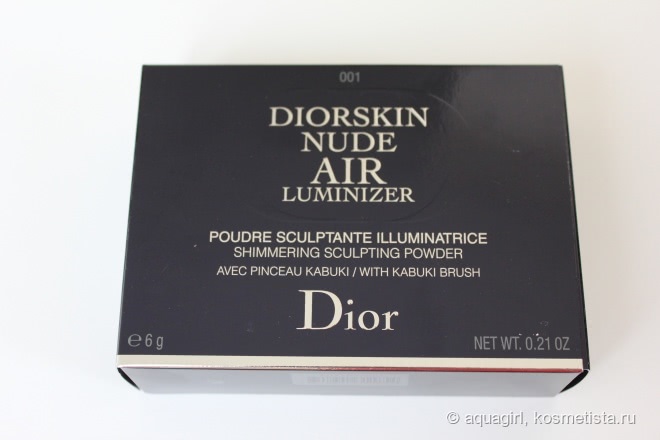 001
DIORSKIN
NUDE
AIR
LUMINIZER
POUDRE SCULPTANTE ILLUMINATRICE
SHIMMERING SCULPTING POWDER
AVEC PINCEAU KABUKI / WITH KABUKI BRUSH
Dior
℮ 6 g NET WT. 0.21 OZ
© aquagirl, kosmetista.ru